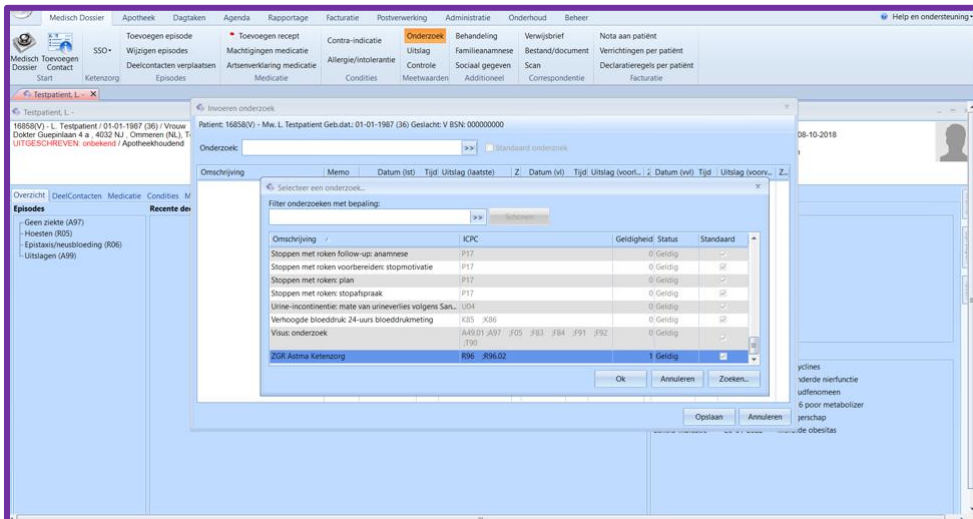 Medisch Dossier Apotheek Dagtaken Agenda Rapportage Facturatie Postverwerking Administratie Onderhoud Beheer Help en ondersteuning
Toevoegen episode Toevoegen recept Contra-indicatie Onderzoek Behandeling Verwijsbrief Nota aan patiënt
Medisch Dossier Toevoegen Contact SSO Wijzigen episodes Machtigingen medicatie Allergie/intolerantie Uitslag Familieanamnese Bestand/document Verrichtingen per patiënt
Deelcontacten verplaatsen Artsenverklaring medicatie Controle Sociaal gegeven Scan Declaratieregels per patiënt
Start Ketenzorg Episodes Medicatie Condities Meetwaarden Additioneel Correspondentie Facturatie
Testpatient, L. - X
Testpatient, L. -
16858(V) - L. Testpatient / 01-01-1987 (36) / Vrouw
Dokter Guepinlaan 4 a , 4032 NJ , Ommeren (NL), T
UITGESCHREVEN: onbekend / Apotheekhoudend
08-10-2018
Invoeren onderzoek
Patient: 16858(V) - Mw. L. Testpatient Geb.dat.: 01-01-1987 (36) Geslacht: V BSN: 000000000
Onderzoek: >> Standaard onderzoek
Omschrijving Memo Datum (lst) Tijd Uitslag (laatste) Z Datum (vl) Tijd Uitslag (voorl... Z Datum (vvl) Tijd Uitslag (voorv... Z...
Overzicht DeelContacten Medicatie Condities M
Episodes Recente dee
Geen ziekte (A97)
Hoesten (R05)
Epistaxis/neusbloeding (R06)
Uitslagen (A99)
Selecteer een onderzoek...
Filter onderzoeken met bepaling:
>> Schonen
Omschrijving ICPC Geldigheid Status Standaard
Stoppen met roken follow-up: anamnese P17 0 Geldig
Stoppen met roken voorbereiden: stopmotivatie P17 0 Geldig
Stoppen met roken: plan P17 0 Geldig
Stoppen met roken: stopafspraak P17 0 Geldig
Urine-incontinentie: mate van urineverlies volgens San... U04 0 Geldig
Verhoogde bloeddruk: 24-uurs bloeddrukmeting K85 ;K86 0 Geldig
Visus: onderzoek A49.01 ;A97 ;F05 ;F83 ;F84 ;F91 ;F92 ;T90 0 Geldig
ZGR Astma Ketenzorg R96 ;R96.02 1 Geldig
Ok Annuleren Zoeken...
Opslaan Annuleren
yclines
nderde nierfunctie
udfenomeen
6 poor metabolizer
gerschap
de obesitas